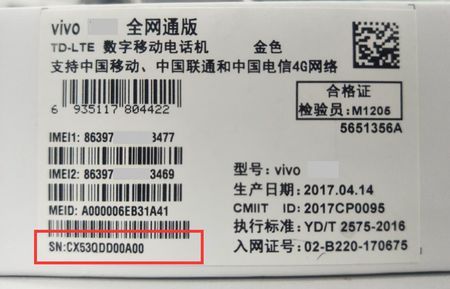 vivo 全网通版
TD-LTE 数字移动电话机 金色
支持中国移动、中国联通和中国电信4G网络
6 935117 804422
合格证
检验员:M1205
5651356A
IMEI1: 86397 3477
IMEI2: 86397 3469
MEID: A000006EB31A41
SN:CX53QDD00A00
型号: vivo
生产日期: 2017.04.14
CMIIT ID: 2017CP0095
执行标准: YD/T 2575-2016
入网证号: 02-B220-170675